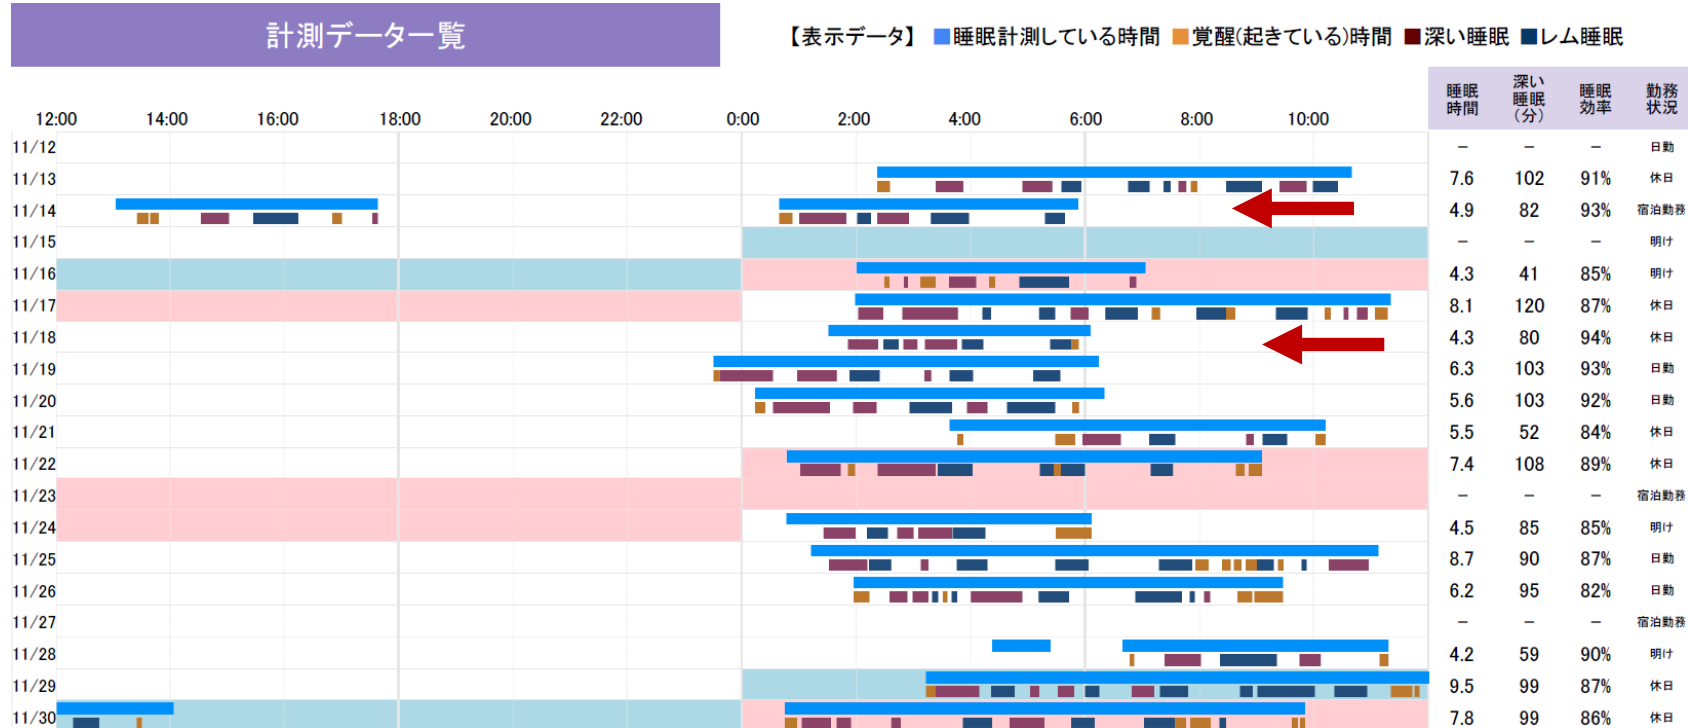 計測データ一覧
【表示データ】 ■睡眠計測している時間 ■覚醒(起きている)時間 ■深い睡眠 ■レム睡眠
睡眠時間 深い睡眠(分) 睡眠効率 勤務状況
12:00 14:00 16:00 18:00 20:00 22:00 0:00 2:00 4:00 6:00 8:00 10:00
11/12 － － － 日勤
11/13 7.6 102 91% 休日
11/14 4.9 82 93% 宿泊勤務
11/15 － － － 明け
11/16 4.3 41 85% 明け
11/17 8.1 120 87% 休日
11/18 4.3 80 94% 休日
11/19 6.3 103 93% 日勤
11/20 5.6 103 92% 日勤
11/21 5.5 52 84% 休日
11/22 7.4 108 89% 休日
11/23 － － － 宿泊勤務
11/24 4.5 85 85% 明け
11/25 8.7 90 87% 日勤
11/26 6.2 95 82% 日勤
11/27 － － － 宿泊勤務
11/28 4.2 59 90% 明け
11/29 9.5 99 87% 休日
11/30 7.8 99 86% 休日